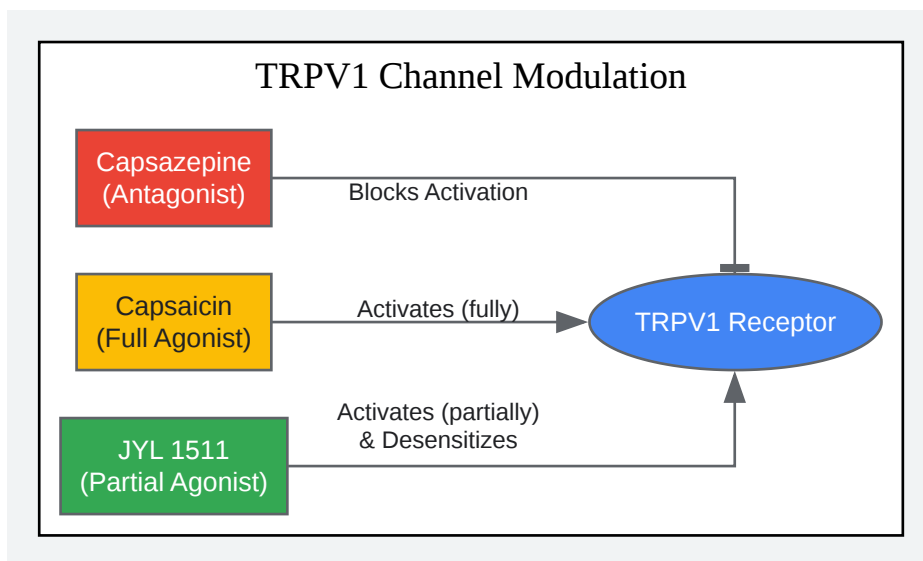 TRPV1 Channel Modulation
Capsazepine
(Antagonist)
Blocks Activation
Capsaicin
(Full Agonist)
Activates (fully)
TRPV1 Receptor
Activates (partially)
& Desensitizes
JYL 1511
(Partial Agonist)